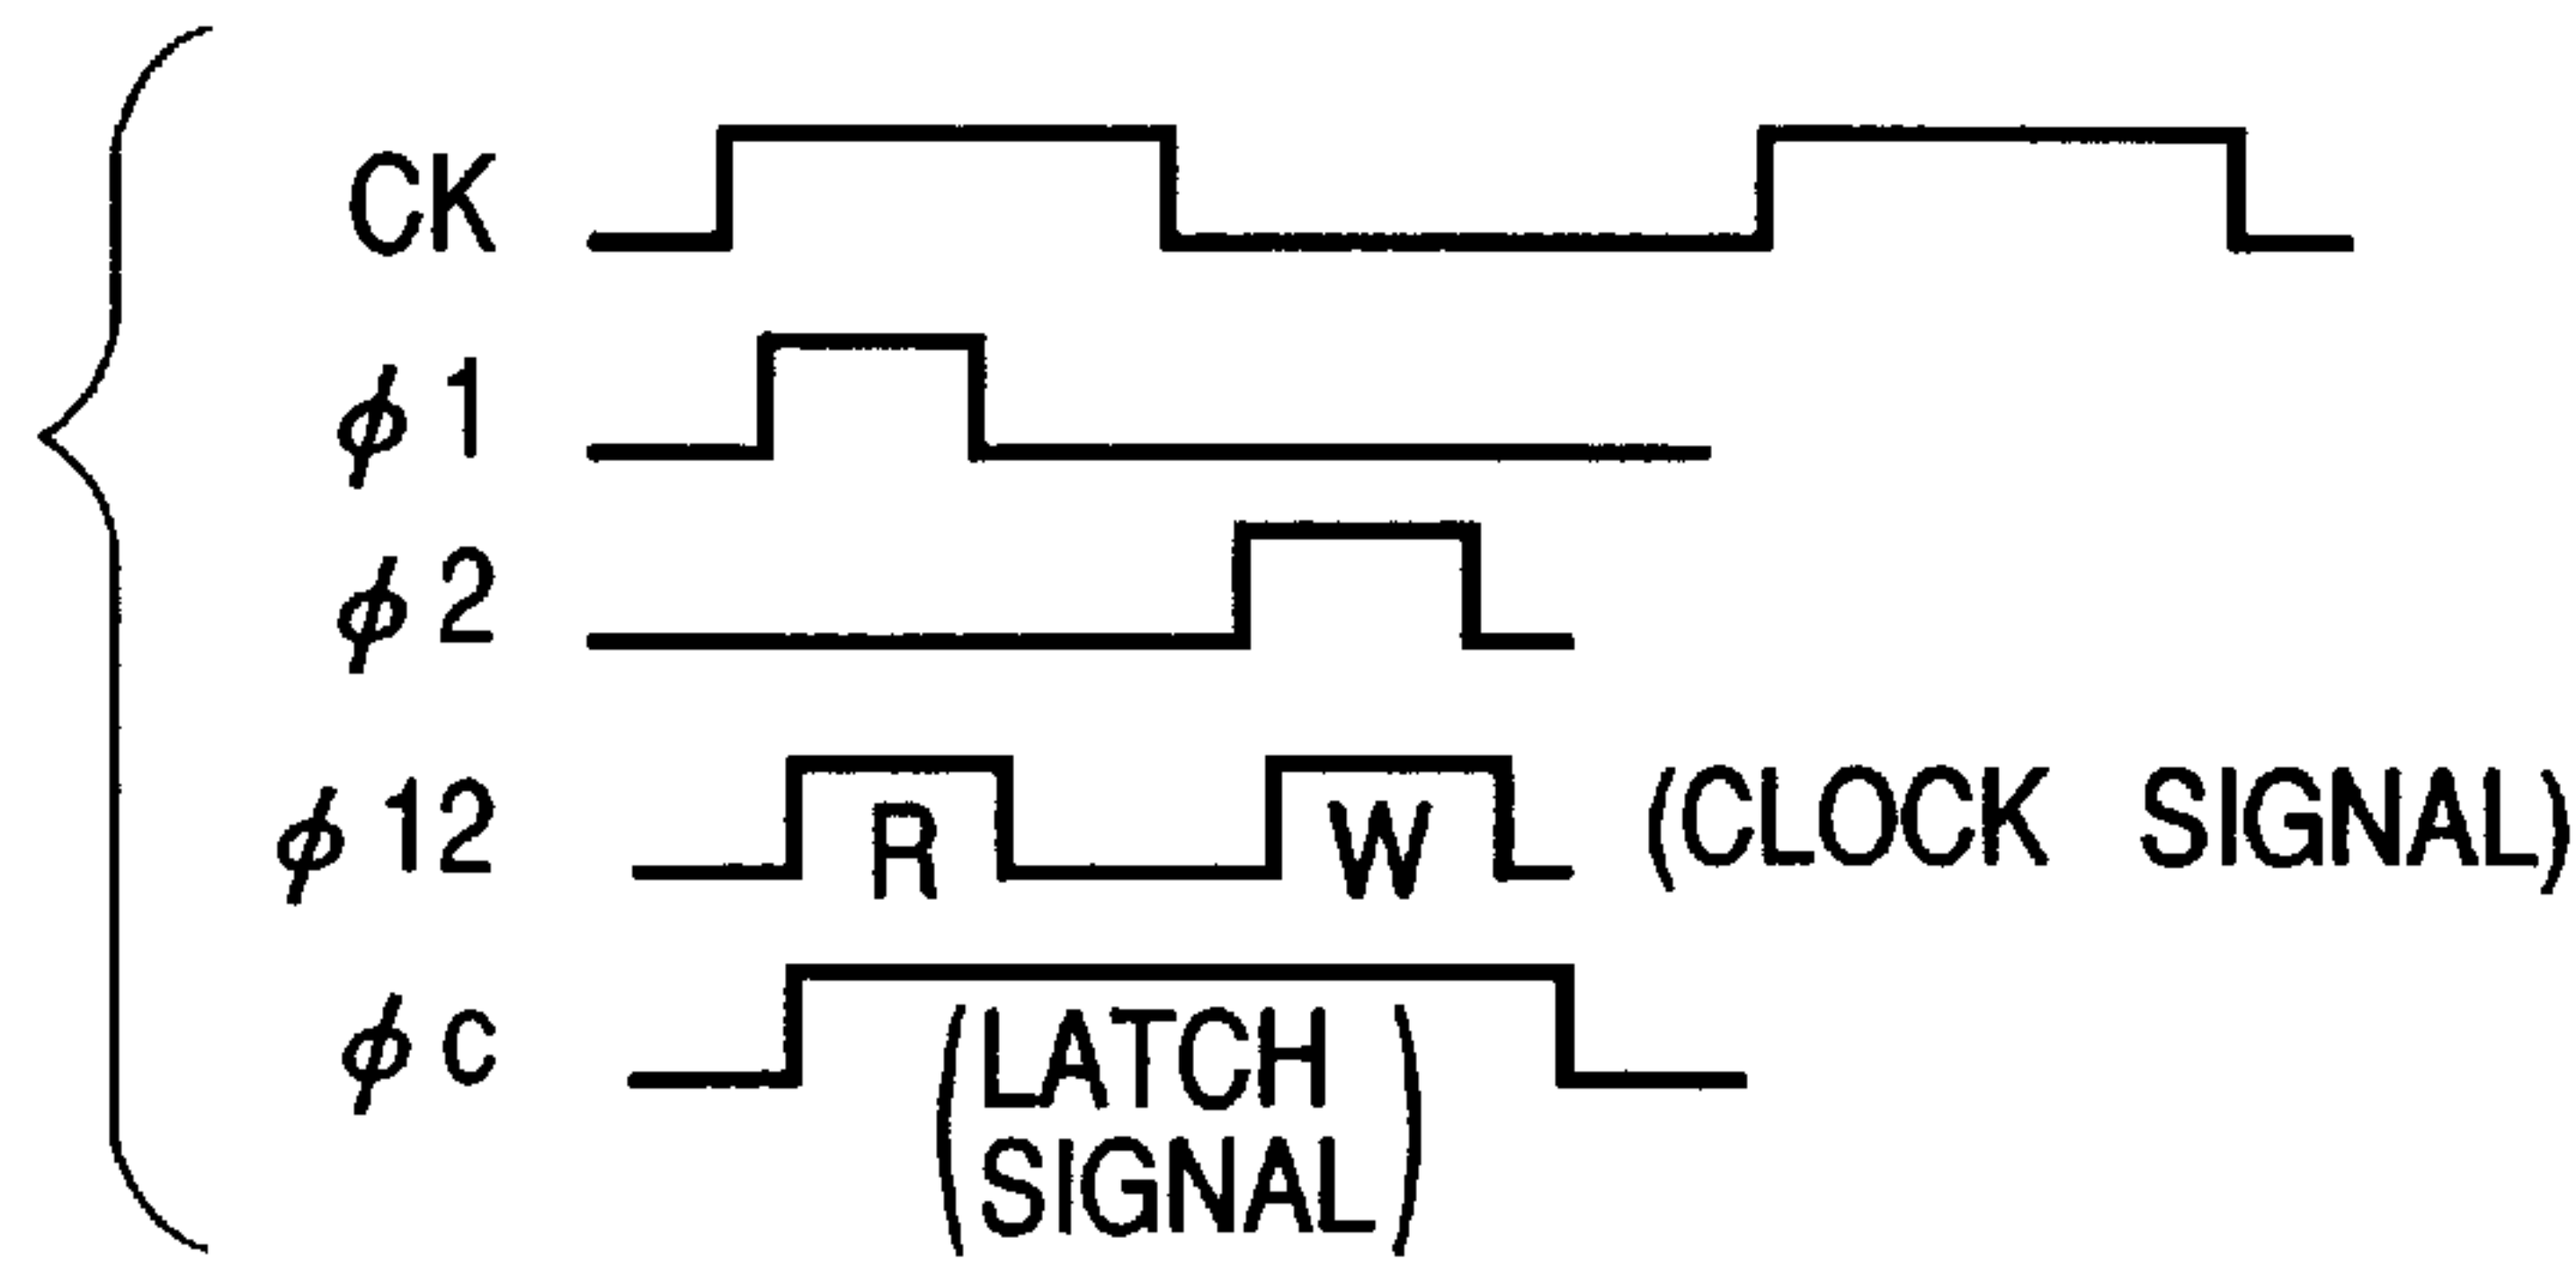 CK
ϕ1
ϕ2
ϕ12 R W (CLOCK SIGNAL)
ϕc (LATCH
SIGNAL)